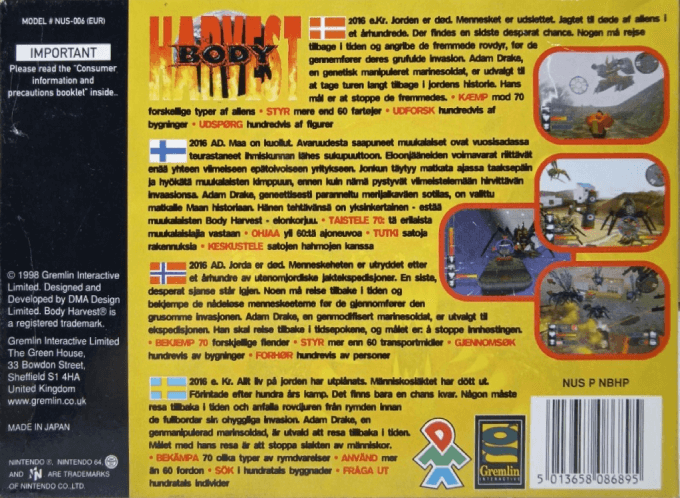 MODEL # NUS-006 (EUR)
IMPORTANT
Please read the "Consumer
information and
precautions booklet" inside..
© 1998 Gremlin Interactive
Limited. Designed and
Developed by DMA Design
Limited. Body Harvest® is
a registered trademark.
Gremlin Interactive Limited
The Green House,
33 Bowdon Street,
Sheffield S1 4HA
United Kingdom
www.gremlin.co.uk
MADE IN JAPAN
NINTENDO ®, NINTENDO 64,
AND N ARE TRADEMARKS
OF NINTENDO CO.,LTD
BODY
HARVEST
2016 e.Kr. Jorden er død. Mennesket er udslettet. Jagtet til døde af aliens i
et århundrede. Der findes en sidste desparat chance. Nogen må rejse
tilbage i tiden og angribe de fremmede rovdyr, før de
gennemfører deres grufulde invasion. Adam Drake,
en genetisk manipuleret marinesoldat, er udvalgt til
at tage turen langt tilbage i jordens historie. Hans
mål er at stoppe de fremmedes. • KÆMP mod 70
forskellige typer af aliens • STYR mere end 60 fartøjer • UDFORSK hundredvis af
bygninger • UDSPØRG hundredvis af figurer
2016 AD. Maa on kuollut. Avaruudesta saapuneet muukalaiset ovat vuosisadassa
teurastaneet ihmiskunnan lähes sukupuuttoon. Eloonjääneiden voimavarat riittävät
enää yhteen viimeiseen epätoivoiseen yritykseen. Jonkun täytyy matkata ajassa taaksepäin
ja hyökätä muukalaisten kimppuun, ennen kuin nämä pystyvät viimeistelemään hirvittävän
invaasionsa. Adam Drake, geneettisesti paranneltu merijalkaväen sotilas, on valittu
matkalle Maan historiaan. Hänen tehtävänsä on yksinkertainen - estää
muukalaisten Body Harvest - elonkorjuu. • TAISTELE 70: tä erilaista
muukalaislajia vastaan • OHJAA yli 60:tä ajoneuvoa • TUTKI satoja
rakennuksia • KESKUSTELE satojen hahmojen kanssa
2016 AD. Jorda er død. Menneskeheten er utryddet etter
et århundre av utenomjordiske jaktekspedisjoner. En siste,
desperat sjanse står igjen. Noen må reise tilbake i tiden og
bekjempe de nådeløse menneskeeterne før de gjennomfører den
grusomme invasjonen. Adam Drake, en genmodifisert marinesoldat, er utvalgt til
ekspedisjonen. Han skal reise tilbake i tidsepokene, og målet er: å stoppe innhøstingen.
• BEKJEMP 70 forskjellige fiender • STYR mer enn 60 transportmidler • GJENNOMSØK
hundrevis av bygninger • FORHØR hundrevis av personer
2016 e. Kr. Allt liv på jorden har utplånats. Människosläktet har dött ut.
Förintade efter hundra års kamp. Det finns bara en chans kvar. Någon måste
resa tillbaka i tiden och anfalla rovdjuren från rymden innan
de fullbordar sin ohyggliga invasion. Adam Drake, en
genmanipulerad marinsoldad, är utvald att resa tillbaka i tiden.
Målet med hans resa är att stoppa slakten av människor.
• BEKÄMPA 70 olika typer av rymdvarelser • ANVÄND mer
än 60 fordon • SÖK i hundratals byggnader • FRÅGA UT
hundratals individer
NUS P NBHP
DMA
Gremlin
INTERACTIVE
5 013658 086895